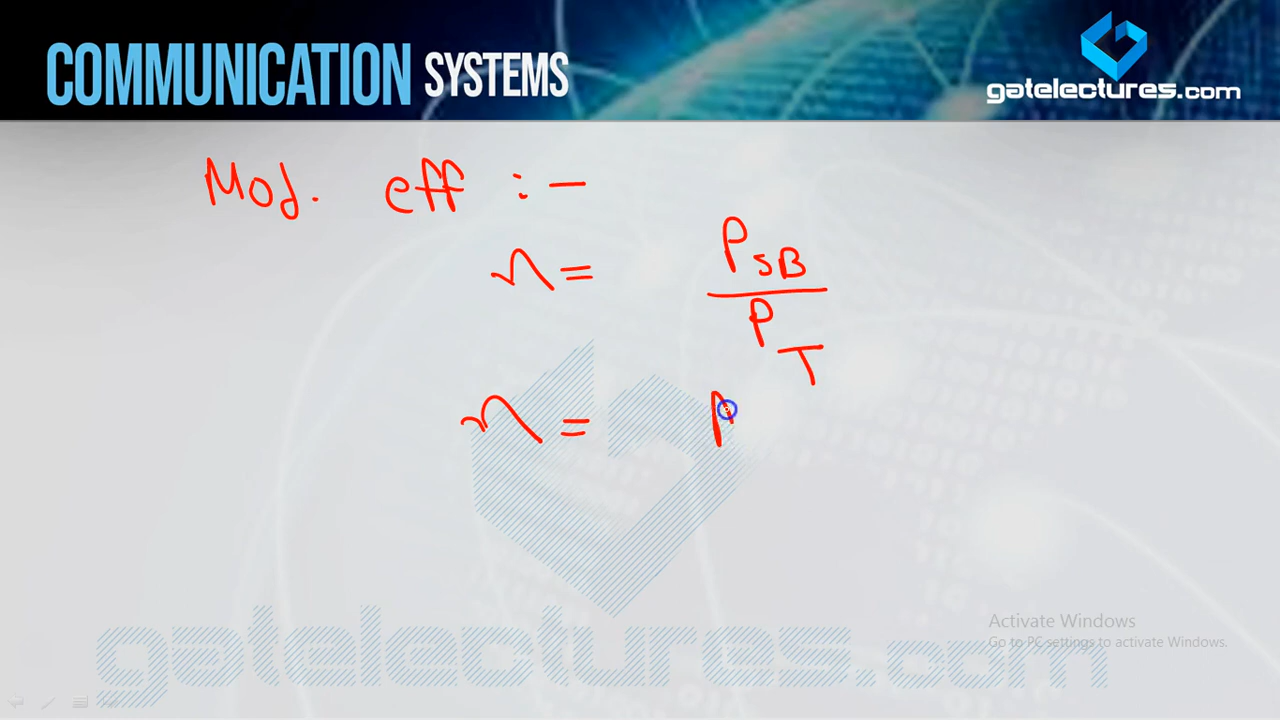 COMMUNICATION SYSTEMS
gatelectures.com
Mod. eff :-
η = P_SB / P_T
η =
gatelectures.com
Activate Windows
Go to PC settings to activate Windows.